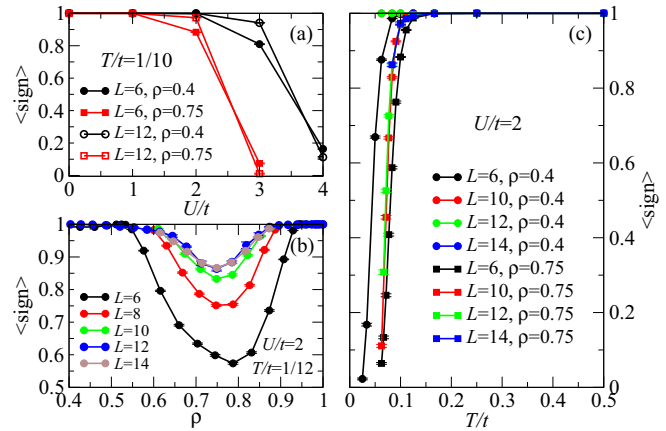 1
0.8
0.6
0.4
0.2
0
<sign>
(a)
T/t=1/10
L=6, ρ=0.4
L=6, ρ=0.75
L=12, ρ=0.4
L=12, ρ=0.75
0 1 2 3 4
U/t
1
0.9
0.8
0.7
0.6
0.5
<sign>
(b)
L=6
L=8
L=10
L=12
L=14
U/t=2
T/t=1/12
0.4 0.5 0.6 0.7 0.8 0.9 1
ρ
(c)
U/t=2
L=6, ρ=0.4
L=10, ρ=0.4
L=12, ρ=0.4
L=14, ρ=0.4
L=6, ρ=0.75
L=10, ρ=0.75
L=12, ρ=0.75
L=14, ρ=0.75
1
0.8
0.6
0.4
0.2
0
<sign>
0 0.1 0.2 0.3 0.4 0.5
T/t